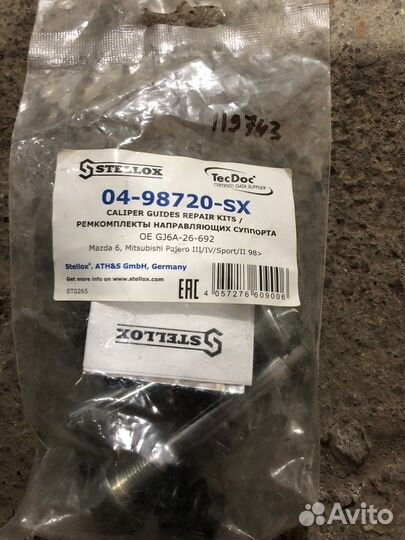 119743
STELLOX
TecDoc
CERTIFIED DATA SUPPLIER
04-98720-SX
CALIPER GUIDES REPAIR KITS /
РЕМКОМПЛЕКТЫ НАПРАВЛЯЮЩИХ СУППОРТА
OE GJ6A-26-692
Mazda 6, Mitsubishi Pajero III/IV/Sport/II 98>
Stellox® ATH&S GmbH, Germany
Get more info on www.stellox.com
ST0265
EAC
4 057276 609006
STELLOX
Avito